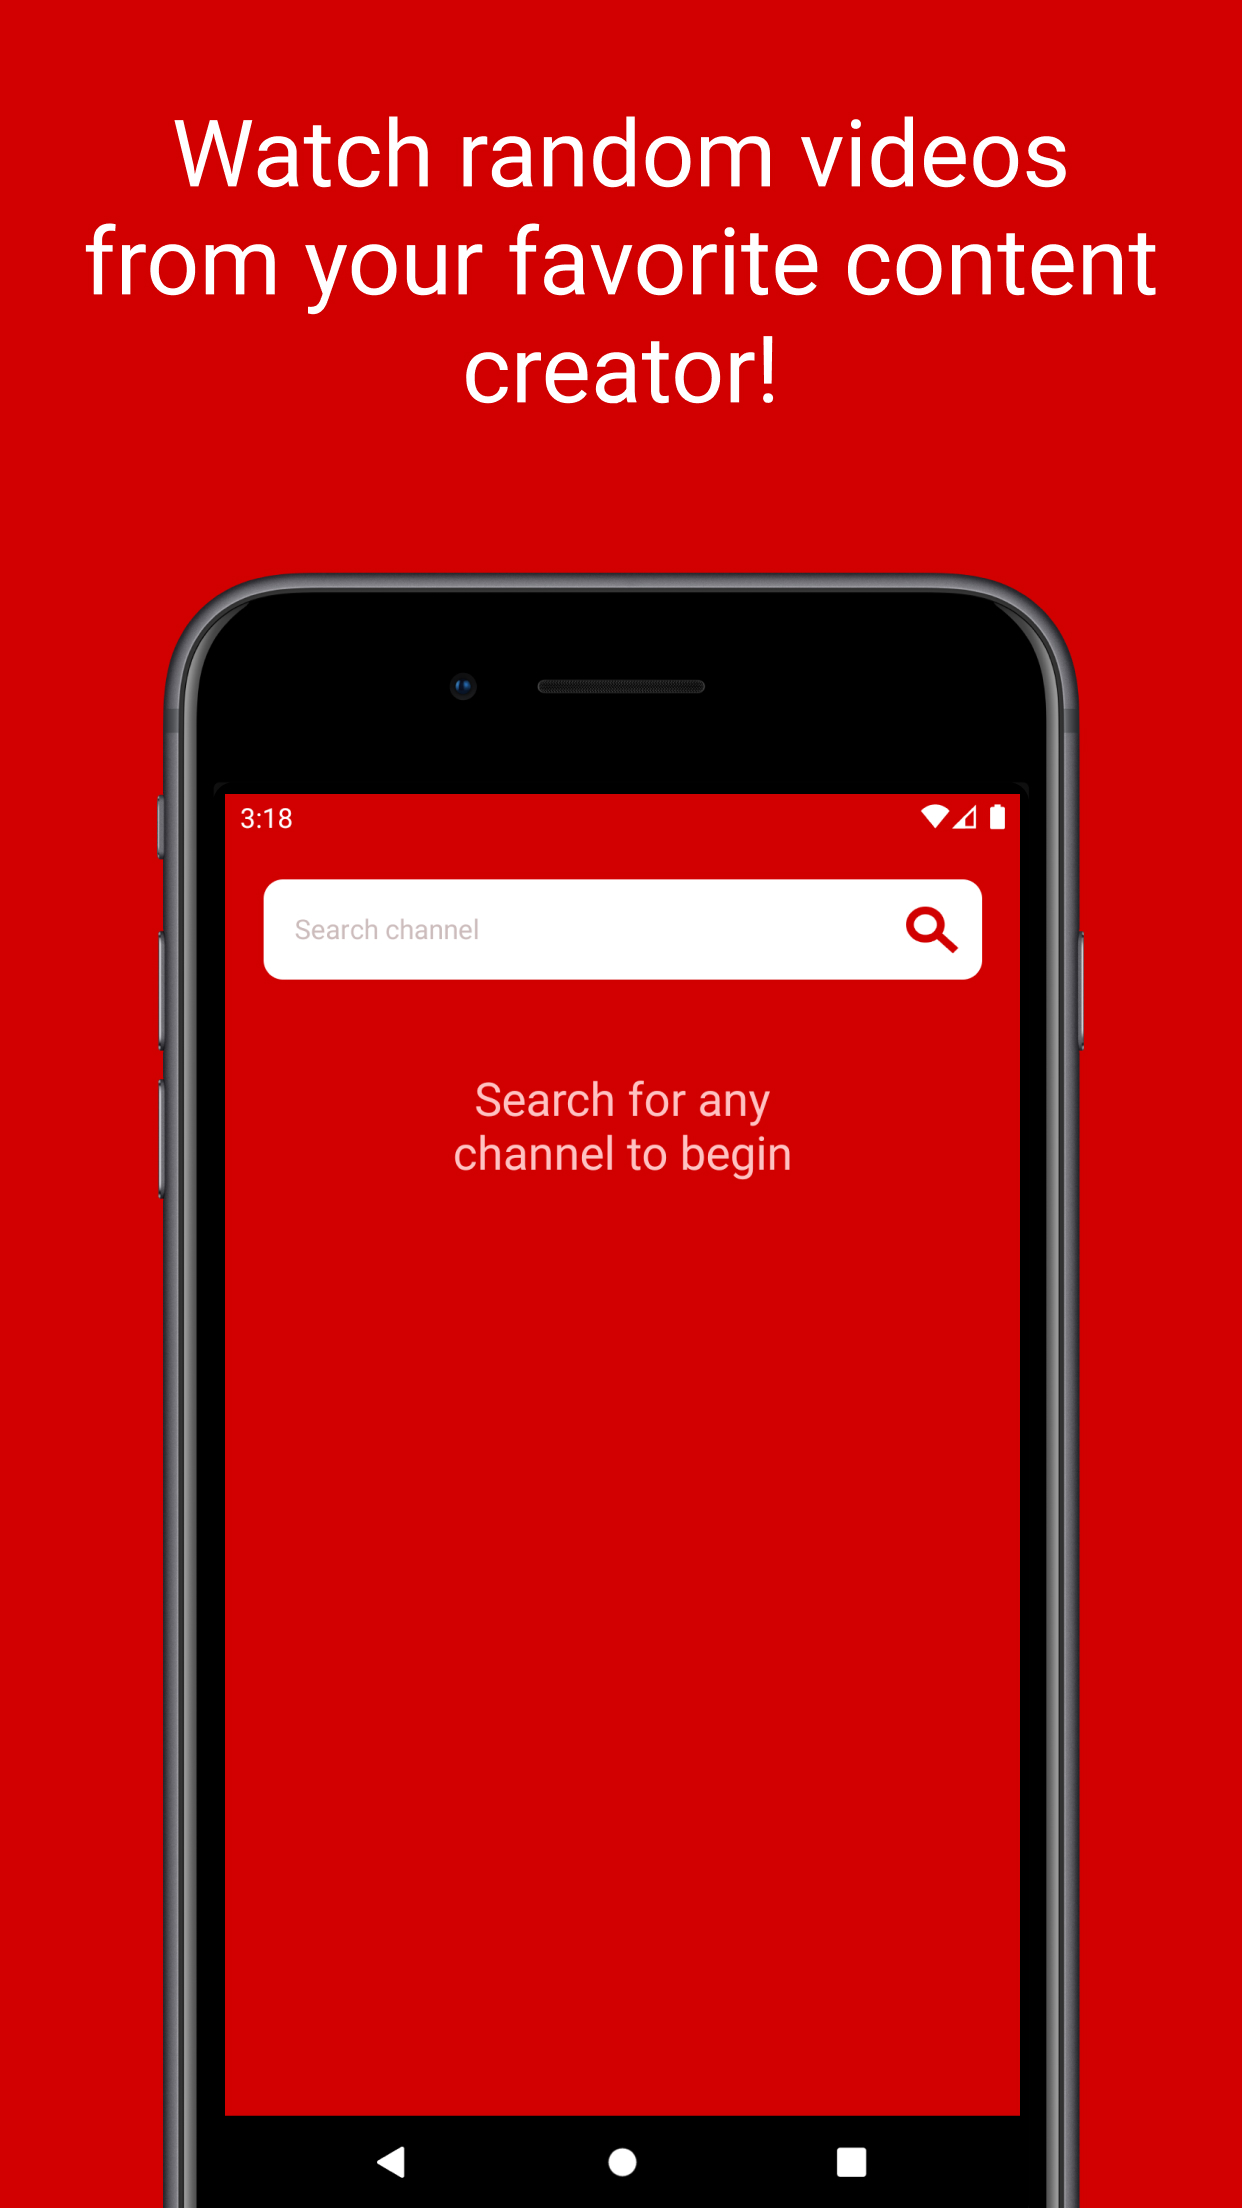 Watch random videos
from your favorite content
creator!
3:18
Search channel
Search for any
channel to begin